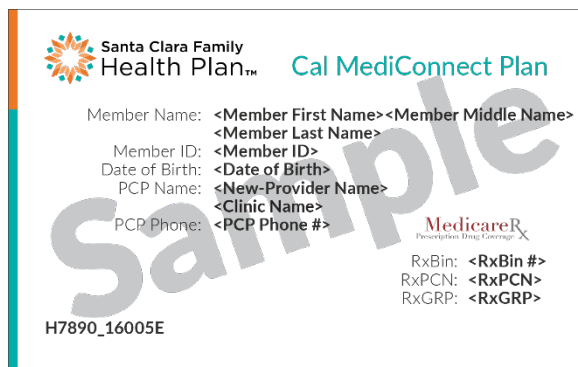 Santa Clara Family
Health Plan™
Cal MediConnect Plan
Member Name: <Member First Name><Member Middle Name>
<Member Last Name>
Member ID: <Member ID>
Date of Birth: <Date of Birth>
PCP Name: <New-Provider Name>
<Clinic Name>
PCP Phone: <PCP Phone #>
Sample
MedicareRx
Prescription Drug Coverage
RxBin: <RxBin #>
RxPCN: <RxPCN>
RxGRP: <RxGRP>
H7890_16005E